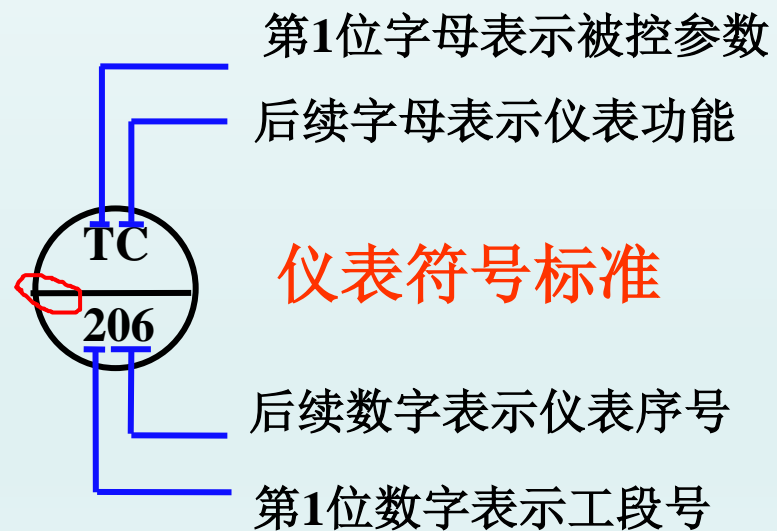 第1位字母表示被控参数
后续字母表示仪表功能
TC
仪表符号标准
206
后续数字表示仪表序号
第1位数字表示工段号